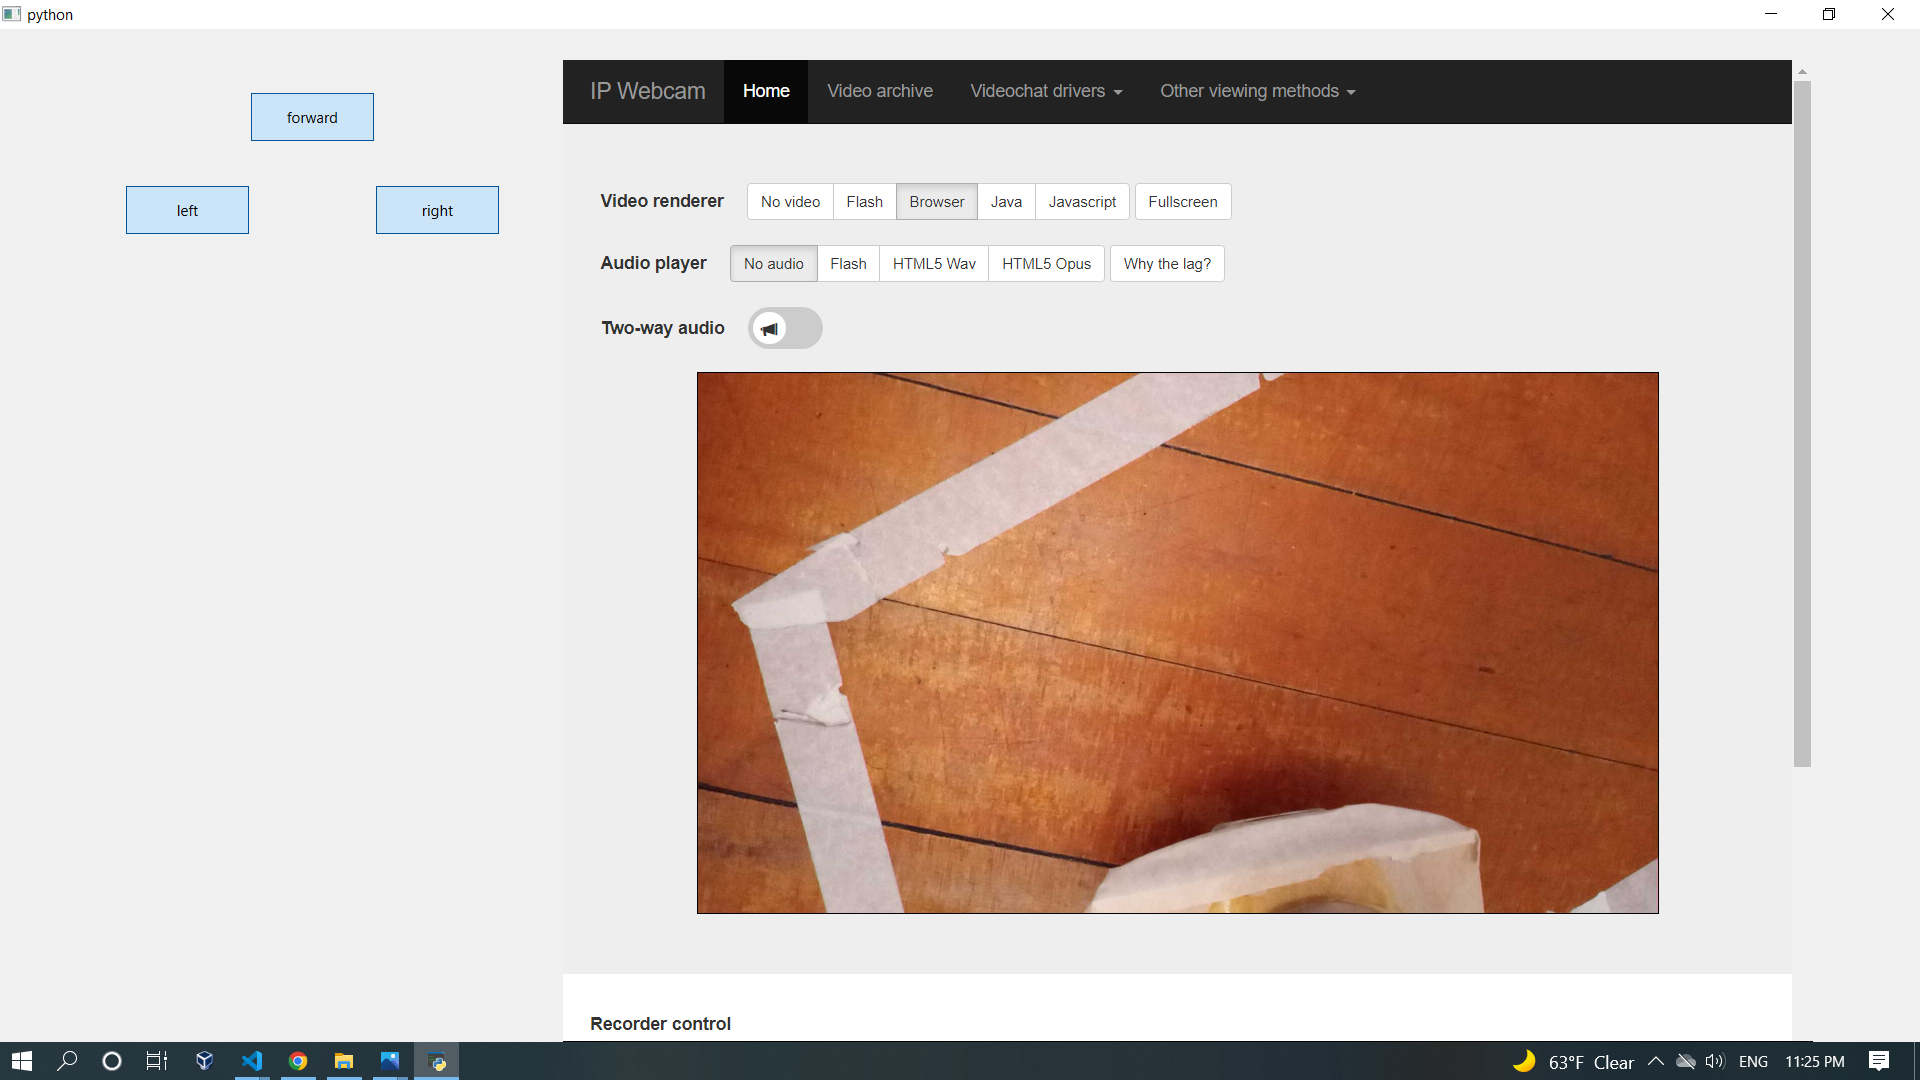 python
forward
left
right
IP Webcam Home Video archive Videochat drivers Other viewing methods
Video renderer No video Flash Browser Java Javascript Fullscreen
Audio player No audio Flash HTML5 Wav HTML5 Opus Why the lag?
Two-way audio
Recorder control
63°F Clear ENG 11:25 PM